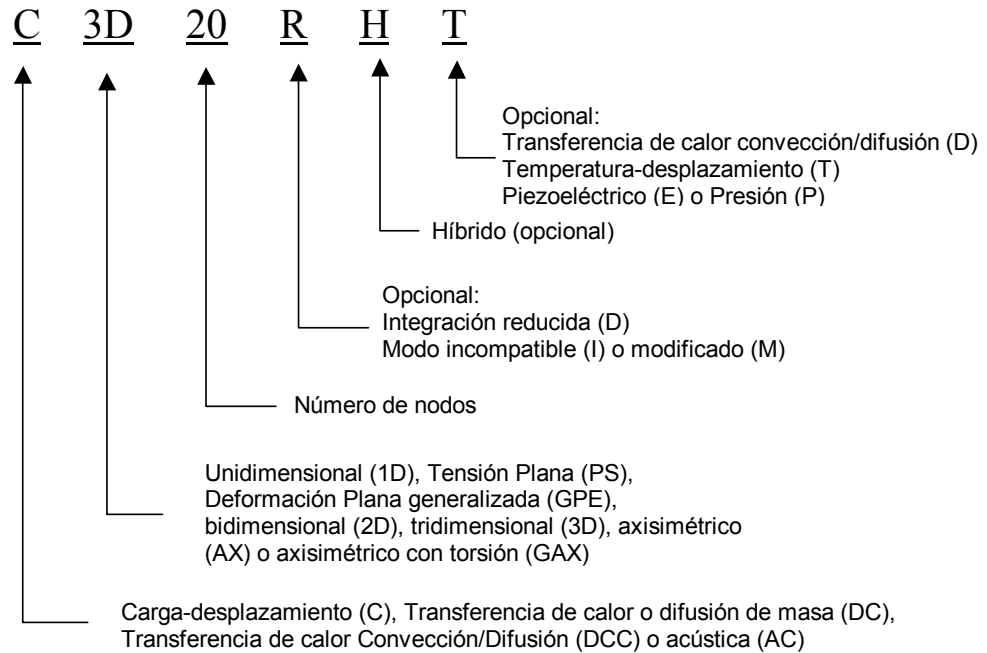 C 3D 20 R H T
Opcional:
Transferencia de calor convección/difusión (D)
Temperatura-desplazamiento (T)
Piezoeléctrico (E) o Presión (P)
Híbrido (opcional)
Opcional:
Integración reducida (D)
Modo incompatible (I) o modificado (M)
Número de nodos
Unidimensional (1D), Tensión Plana (PS),
Deformación Plana generalizada (GPE),
bidimensional (2D), tridimensional (3D), axisimétrico
(AX) o axisimétrico con torsión (GAX)
Carga-desplazamiento (C), Transferencia de calor o difusión de masa (DC),
Transferencia de calor Convección/Difusión (DCC) o acústica (AC)